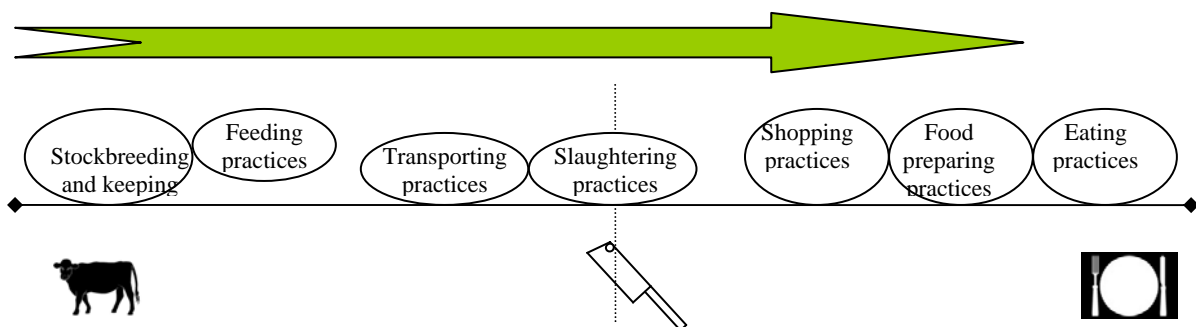 Stockbreeding
and keeping
Feeding
practices
Transporting
practices
Slaughtering
practices
Shopping
practices
Food
preparing
practices
Eating
practices